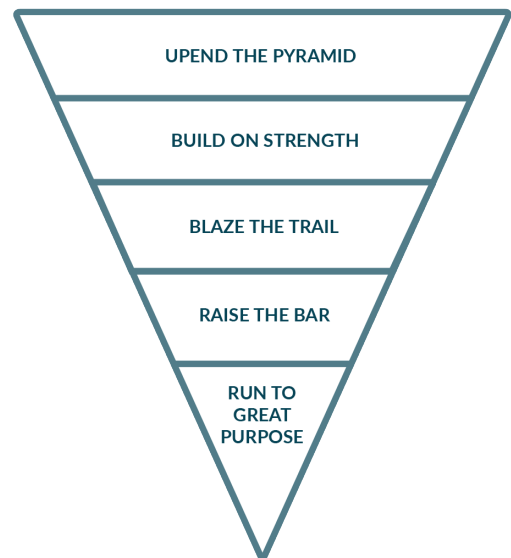 UPEND THE PYRAMID
BUILD ON STRENGTH
BLAZE THE TRAIL
RAISE THE BAR
RUN TO
GREAT
PURPOSE